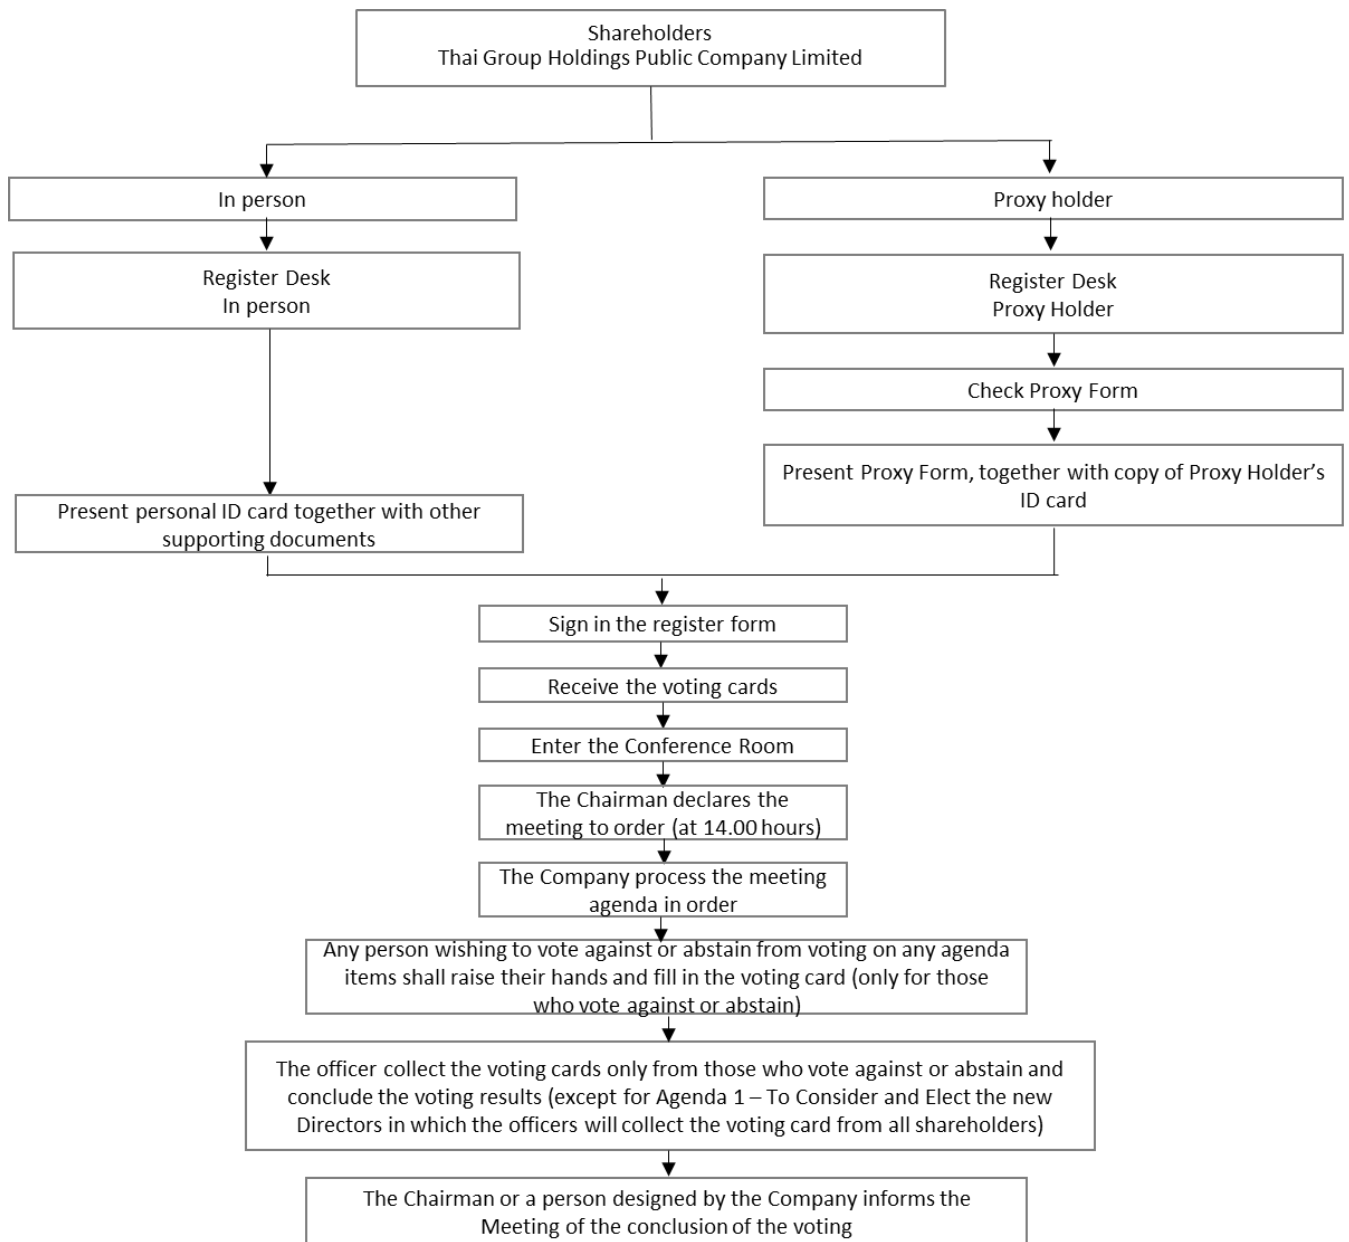 Shareholders
Thai Group Holdings Public Company Limited
In person
Proxy holder
Register Desk
In person
Register Desk
Proxy Holder
Check Proxy Form
Present Proxy Form, together with copy of Proxy Holder’s
ID card
Present personal ID card together with other
supporting documents
Sign in the register form
Receive the voting cards
Enter the Conference Room
The Chairman declares the
meeting to order (at 14.00 hours)
The Company process the meeting
agenda in order
Any person wishing to vote against or abstain from voting on any agenda
items shall raise their hands and fill in the voting card (only for those
who vote against or abstain)
The officer collect the voting cards only from those who vote against or abstain and
conclude the voting results (except for Agenda 1 – To Consider and Elect the new
Directors in which the officers will collect the voting card from all shareholders)
The Chairman or a person designed by the Company informs the
Meeting of the conclusion of the voting